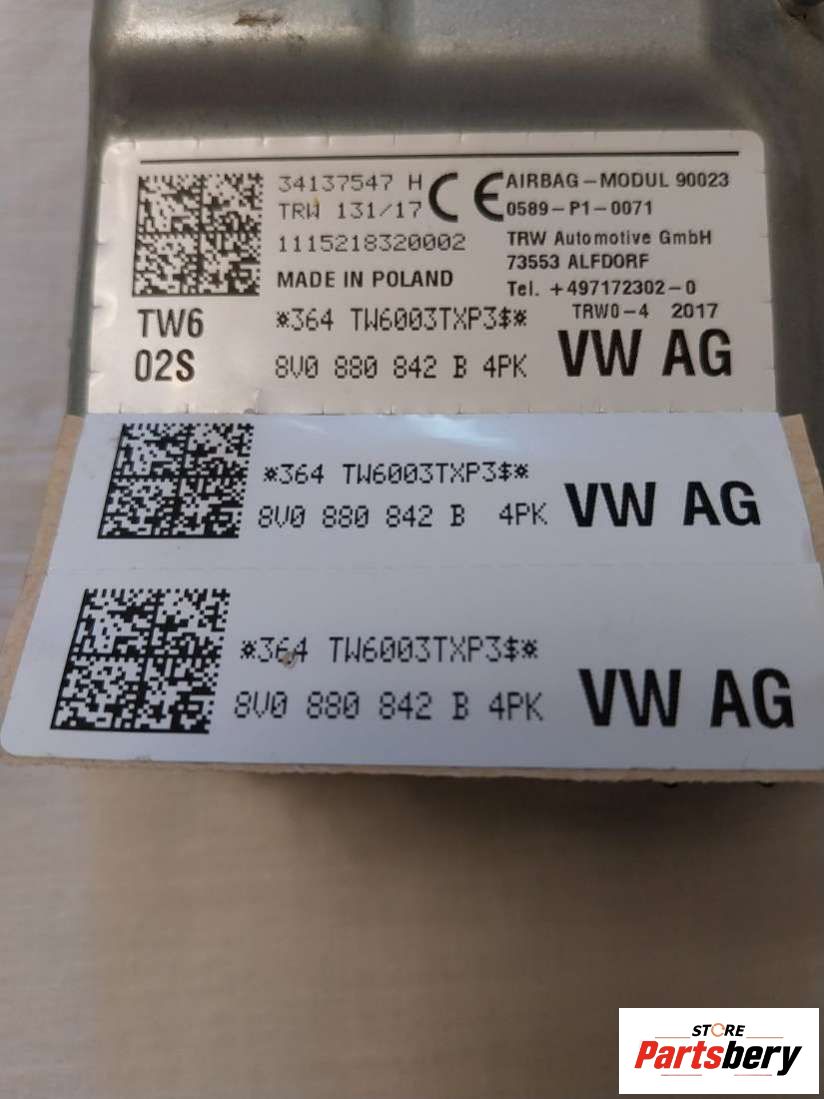 34137547 H
TRW 131/17
1115218320002
MADE IN POLAND
CE
AIRBAG-MODUL 90023
0589-P1-0071
TRW Automotive GmbH
73553 ALFDORF
Tel. +497172302-0
TRWO-4 2017
TW6
02S
*364 TW6003TXP3$*
8V0 880 842 B 4PK
VW AG
*364 TW6003TXP3$*
8V0 880 842 B 4PK
VW AG
*364 TW6003TXP3$*
8V0 880 842 B 4PK
VW AG
STORE
Partsbery